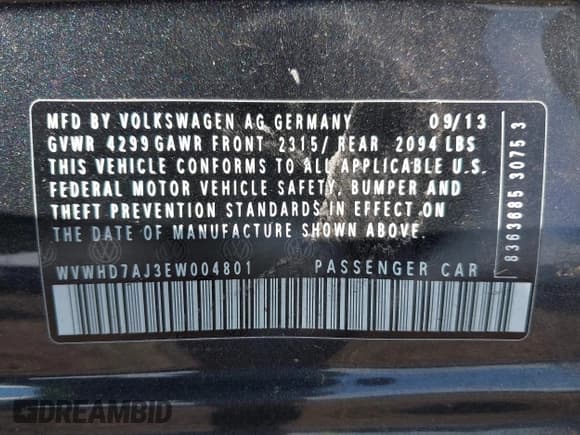 MFD BY VOLKSWAGEN AG GERMANY 09/13
GVWR 4299 GAWR FRONT 2315/ REAR 2094 LBS
THIS VEHICLE CONFORMS TO ALL APPLICABLE U.S.
FEDERAL MOTOR VEHICLE SAFETY, BUMPER AND
THEFT PREVENTION STANDARDS IN EFFECT ON
THE DATE OF MANUFACTURE SHOWN ABOVE.
WVWHD7AJ3EW004801 PASSENGER CAR
8363685 3075 3
DREAMBID